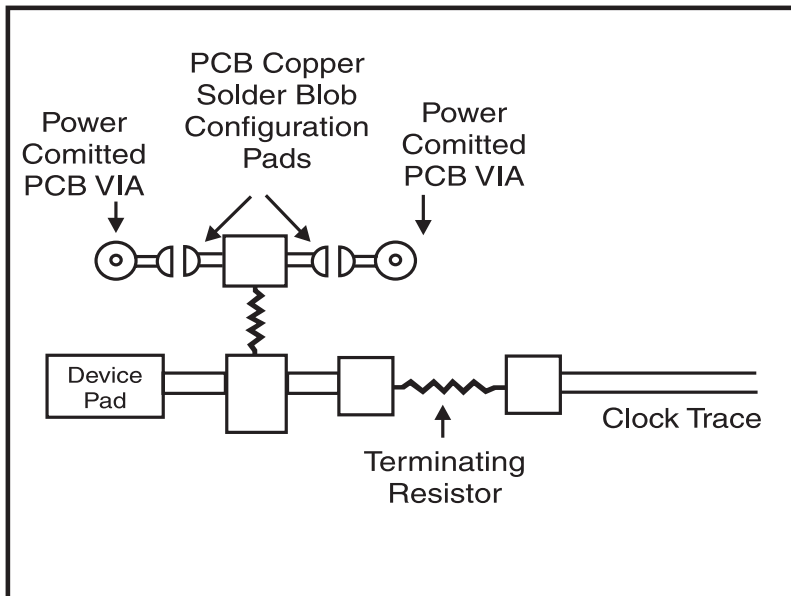 PCB Copper
Solder Blob
Configuration
Pads
Power
Comitted
PCB VIA
Power
Comitted
PCB VIA
Device
Pad
Clock Trace
Terminating
Resistor